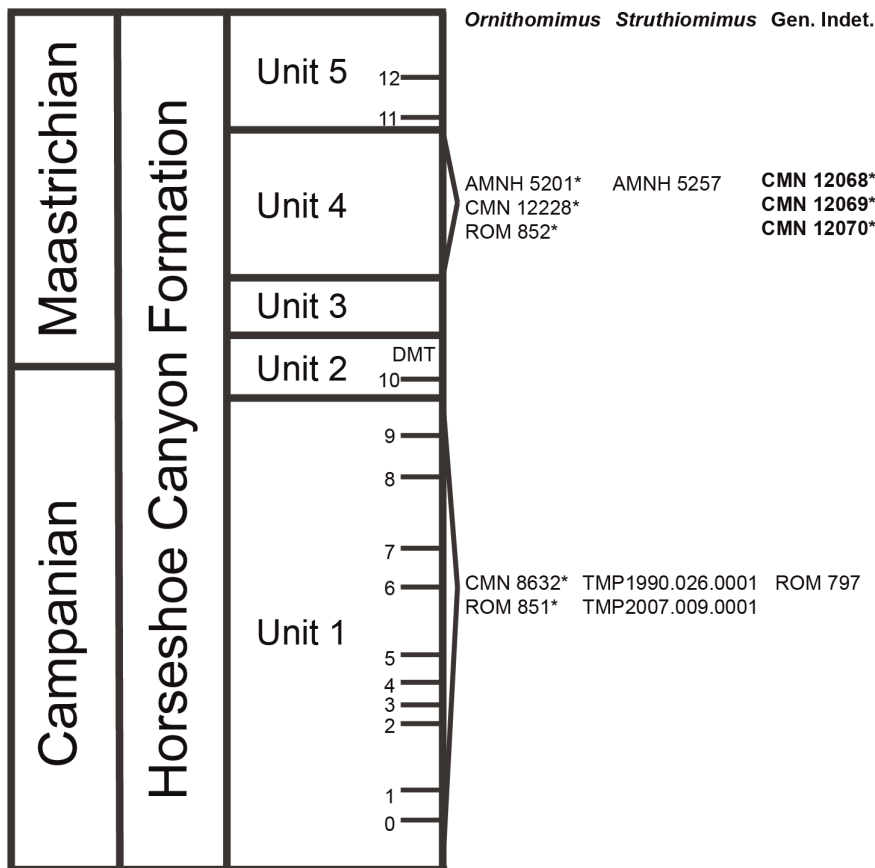 Ornithomimus Struthiomimus Gen. Indet.
Maastrichian
Campanian
Horseshoe Canyon Formation
Unit 5
12
11
Unit 4
AMNH 5201* AMNH 5257 CMN 12068*
CMN 12228* CMN 12069*
ROM 852* CMN 12070*
Unit 3
Unit 2
DMT
10
9
8
7
6
CMN 8632* TMP1990.026.0001 ROM 797
ROM 851* TMP2007.009.0001
Unit 1
5
4
3
2
1
0